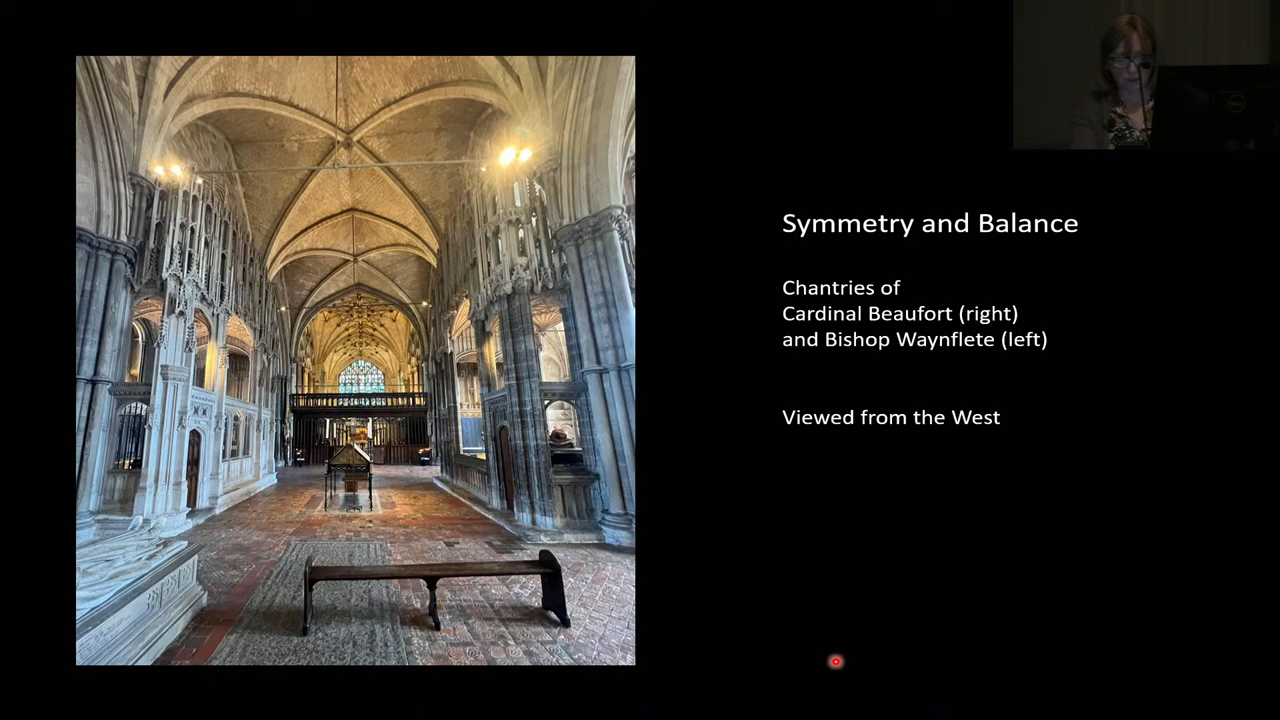 Symmetry and Balance
Chantries of
Cardinal Beaufort (right)
and Bishop Waynflete (left)
Viewed from the West